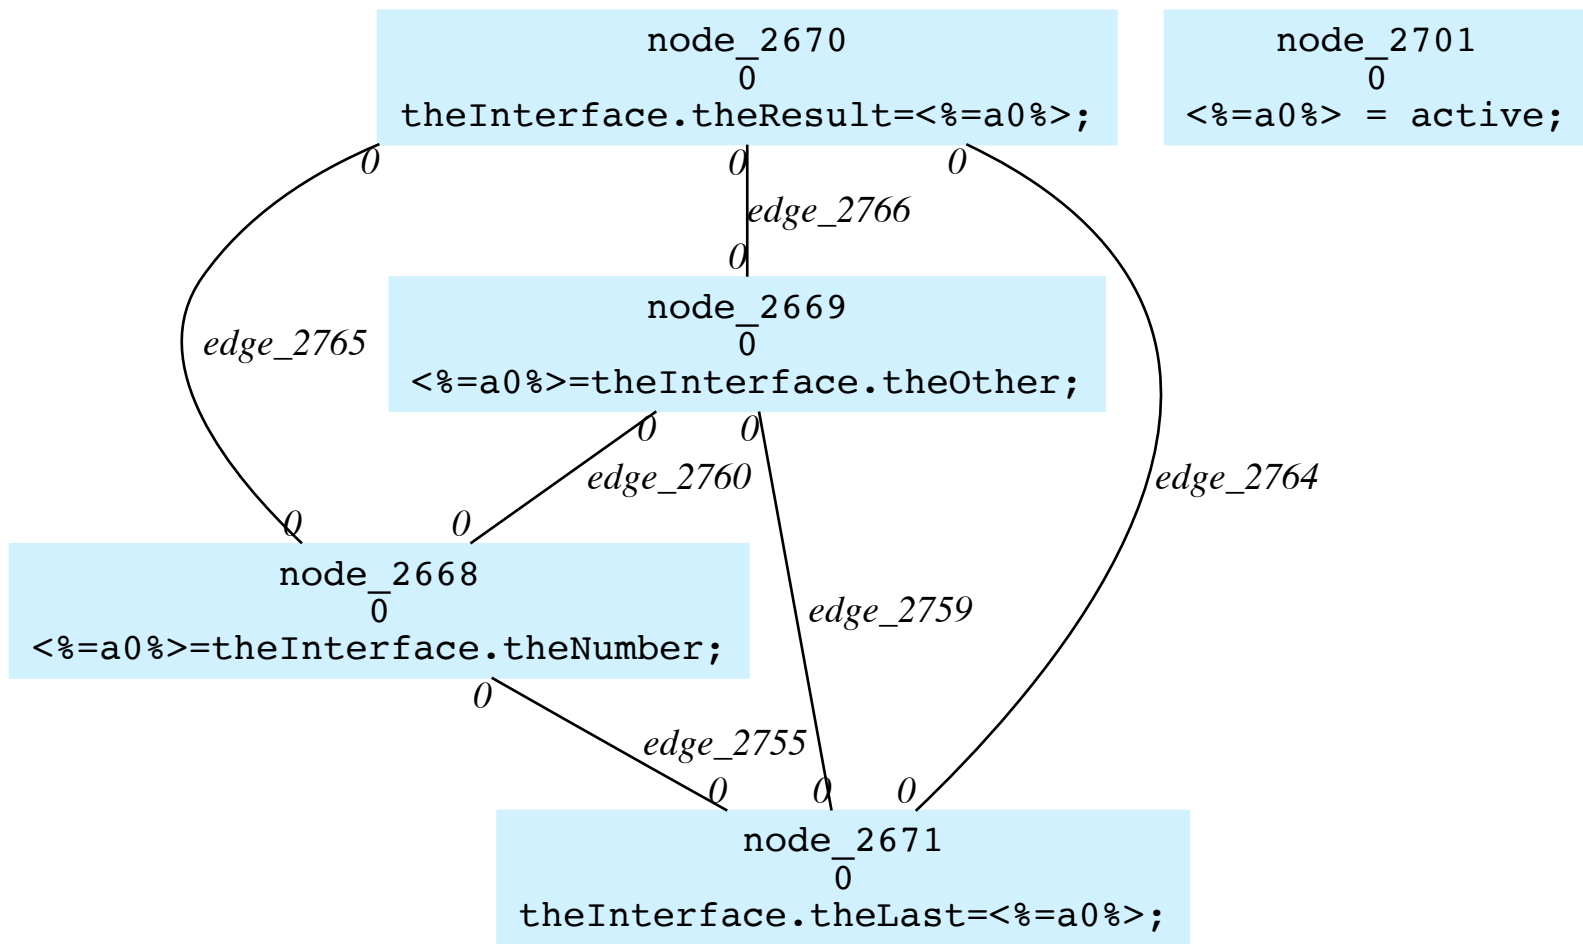 node_2670
0
theInterface.theResult=<%=a0%>;
node_2701
0
<%=a0%> = active;
0
0
0
edge_2766
0
node_2669
0
<%=a0%>=theInterface.theOther;
edge_2765
0
0
edge_2760
edge_2764
0
0
node_2668
0
<%=a0%>=theInterface.theNumber;
edge_2759
0
edge_2755
0
0
0
node_2671
0
theInterface.theLast=<%=a0%>;